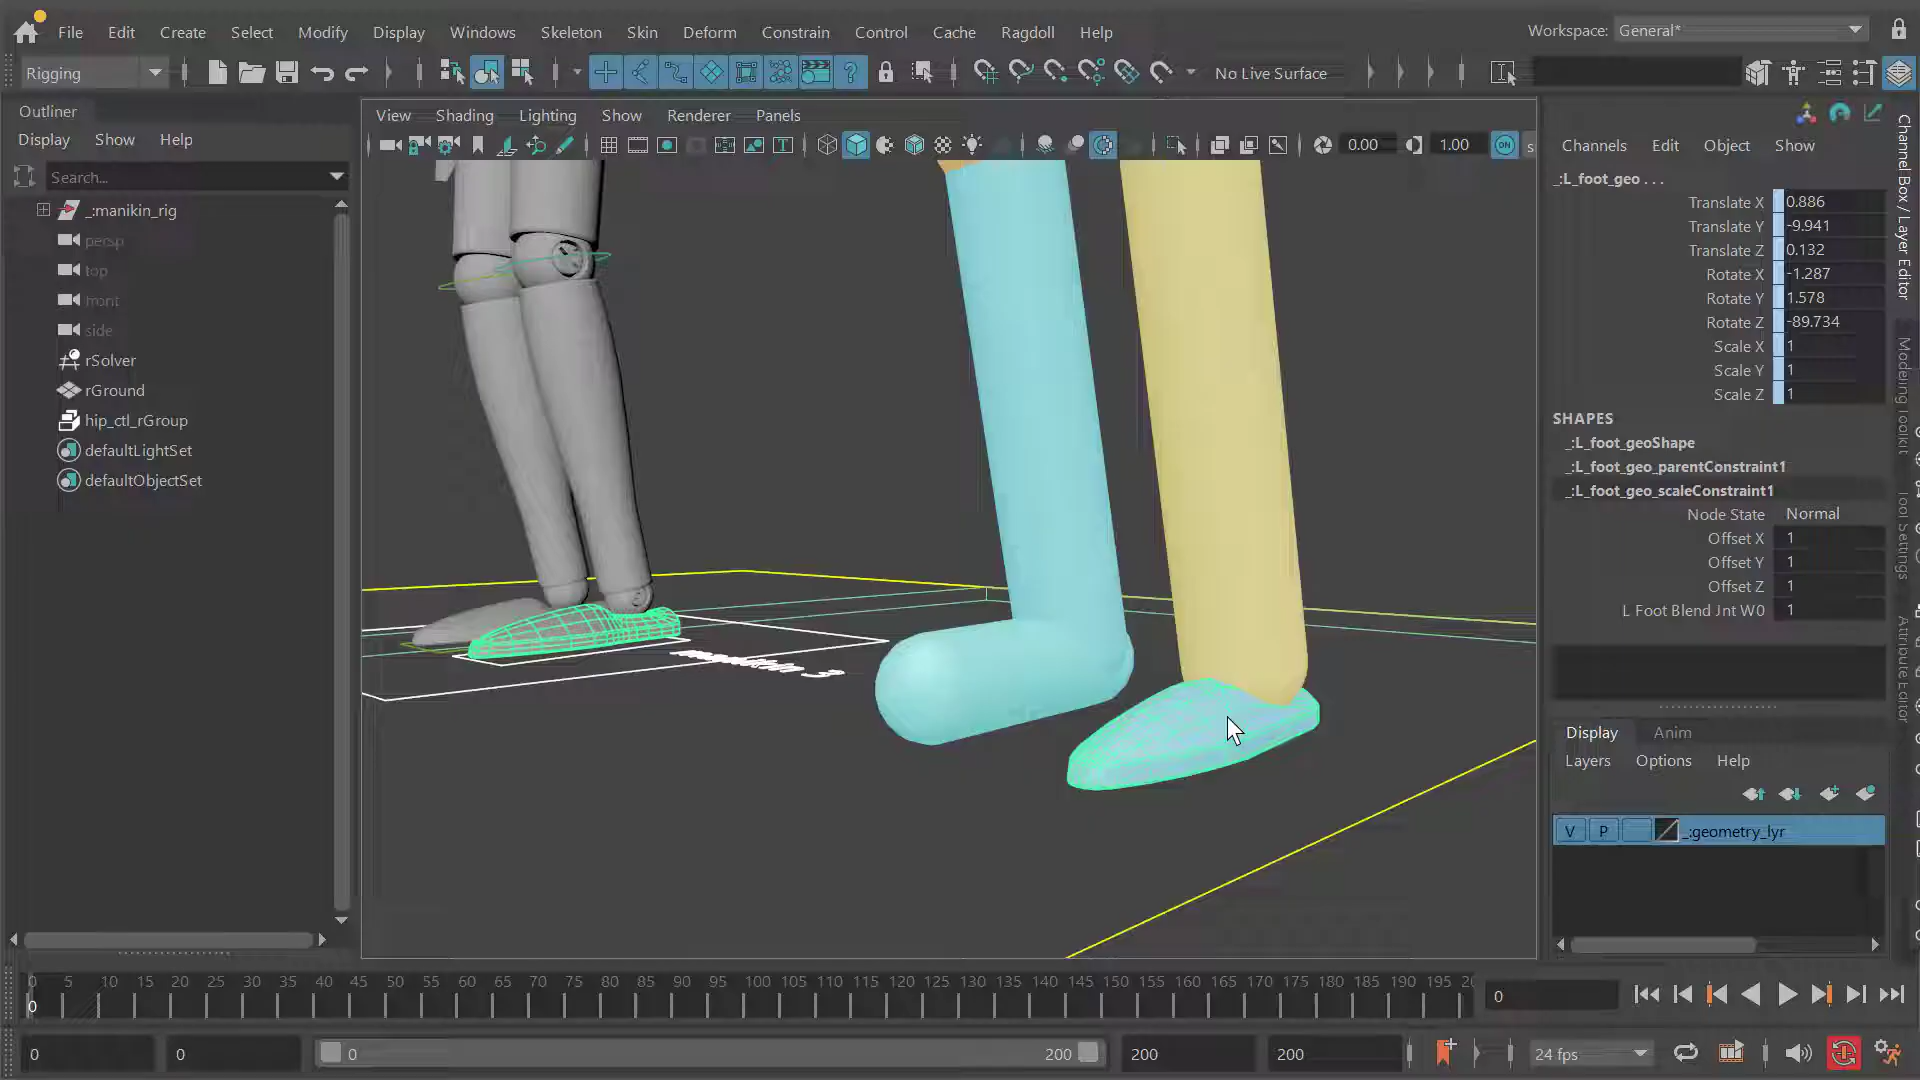 File Edit Create Select Modify Display Windows Skeleton Skin Deform Constrain Control Cache Ragdoll Help
Workspace: General*
Rigging
No Live Surface
Outliner
Display Show Help
Search...
_:manikin_rig
persp
top
front
side
rSolver
rGround
hip_ctl_rGroup
defaultLightSet
defaultObjectSet
View Shading Lighting Show Renderer Panels
0.00
1.00
ON
Channels Edit Object Show
_:L_foot_geo . . .
Translate X 0.886
Translate Y -9.941
Translate Z 0.132
Rotate X -1.287
Rotate Y 1.578
Rotate Z -89.734
Scale X 1
Scale Y 1
Scale Z 1
SHAPES
_:L_foot_geoShape
_:L_foot_geo_parentConstraint1
_:L_foot_geo_scaleConstraint1
Node State Normal
Offset X 1
Offset Y 1
Offset Z 1
L Foot Blend Jnt W0 1
Display Anim
Layers Options Help
V P _:geometry_lyr
Channel Box / Layer Editor
Modeling Toolkit
Tool Settings
Attribute Editor
0 5 10 15 20 25 30 35 40 45 50 55 60 65 70 75 80 85 90 95 100 105 110 115 120 125 130 135 140 145 150 155 160 165 170 175 180 185 190 195
0
0
0 0 0 200 200 200
24 fps